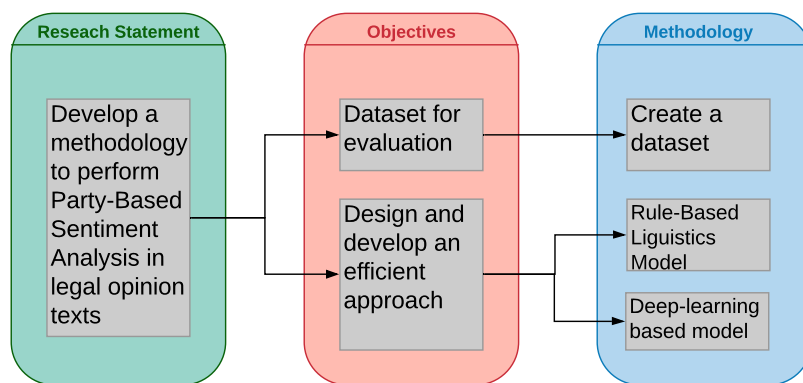 Reseach Statement
Develop a
methodology
to perform
Party-Based
Sentiment
Analysis in
legal opinion
texts
Objectives
Dataset for
evaluation
Design and
develop an
efficient
approach
Methodology
Create a
dataset
Rule-Based
Liguistics
Model
Deep-learning
based model